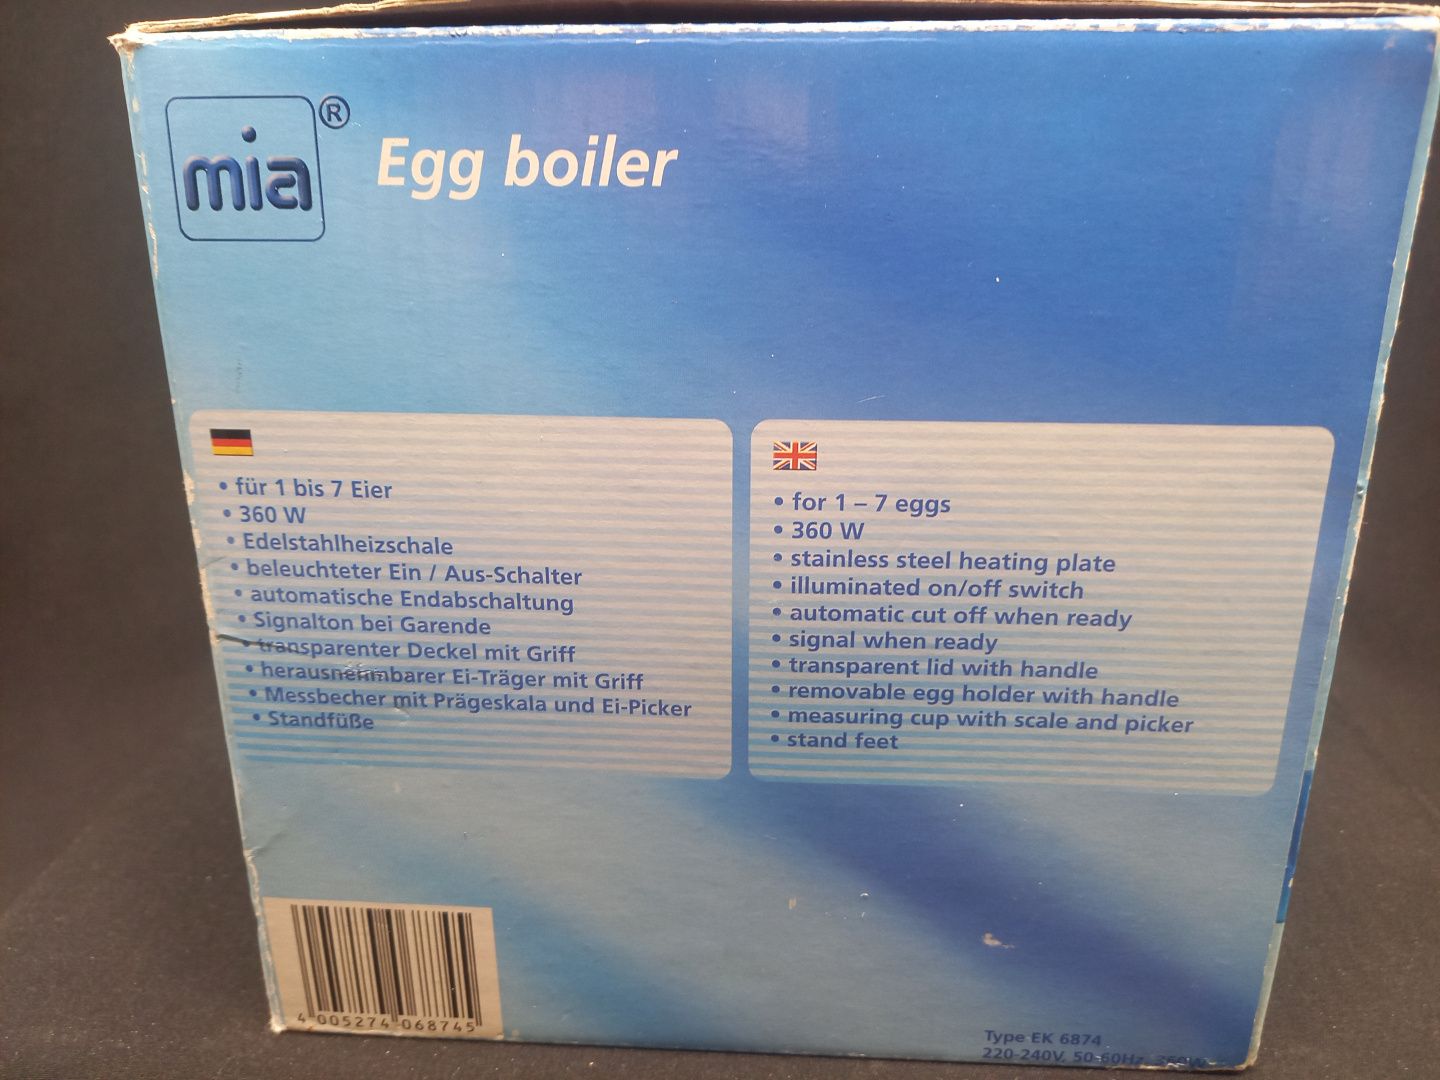 mia®
Egg boiler
• für 1 bis 7 Eier
• 360 W
• Edelstahlheizschale
• beleuchteter Ein / Aus-Schalter
• automatische Endabschaltung
• Signalton bei Garende
• transparenter Deckel mit Griff
• herausnehmbarer Ei-Träger mit Griff
• Messbecher mit Prägeskala und Ei-Picker
• Standfüße
• for 1 – 7 eggs
• 360 W
• stainless steel heating plate
• illuminated on/off switch
• automatic cut off when ready
• signal when ready
• transparent lid with handle
• removable egg holder with handle
• measuring cup with scale and picker
• stand feet
4 005274 068745
Type EK 6874
220-240V, 50-60Hz, 360W